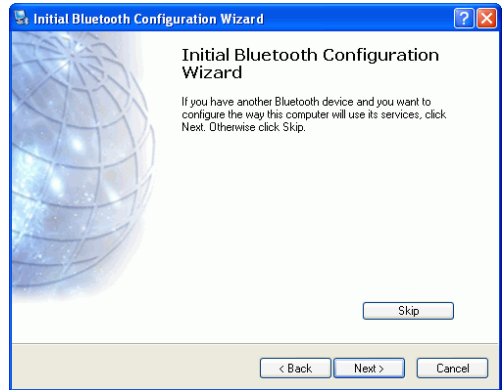 Initial Bluetooth Configuration Wizard
Initial Bluetooth Configuration
Wizard
If you have another Bluetooth device and you want to
configure the way this computer will use its services, click
Next. Otherwise click Skip.
Skip
< Back Next > Cancel